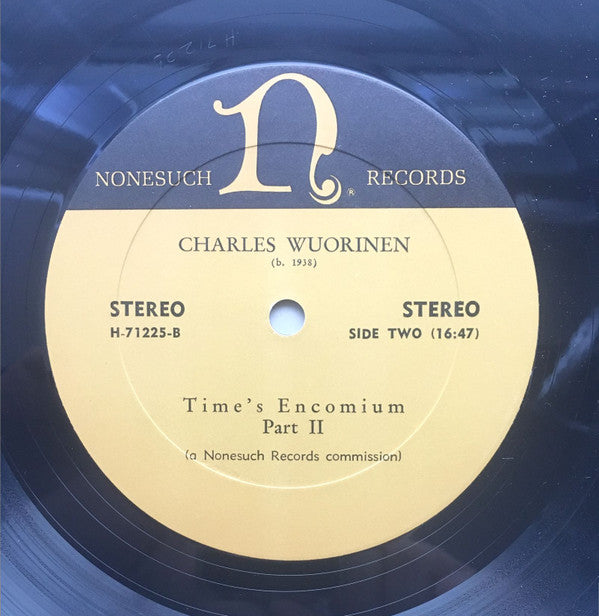 n
NONESUCH RECORDS
®
CHARLES WUORINEN
(b. 1938)
STEREO STEREO
H-71225-B SIDE TWO (16:47)
Time's Encomium
Part II
(a Nonesuch Records commission)